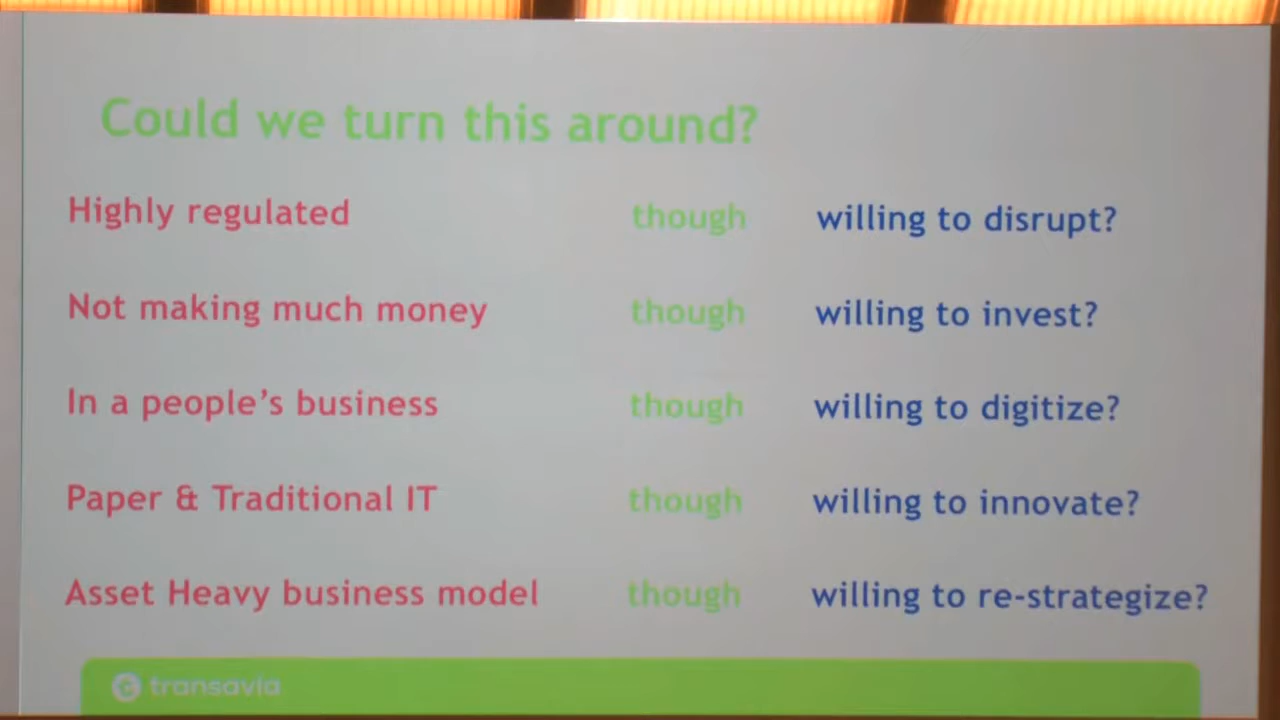 Could we turn this around?
Highly regulated though willing to disrupt?
Not making much money though willing to invest?
In a people's business though willing to digitize?
Paper & Traditional IT though willing to innovate?
Asset Heavy business model though willing to re-strategize?
transavia